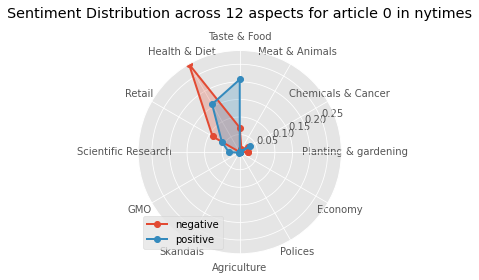 Sentiment Distribution across 12 aspects for article 0 in nytimes
Taste & Food
Health & Diet
Meat & Animals
Retail
Chemicals & Cancer
0.25
0.20
0.15
0.10
0.05
Scientific Research
Planting & gardening
GMO
Economy
negative
positive
Skandals
Polices
Agriculture